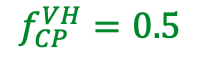 $f_{CP}^{VH} = 0.5$